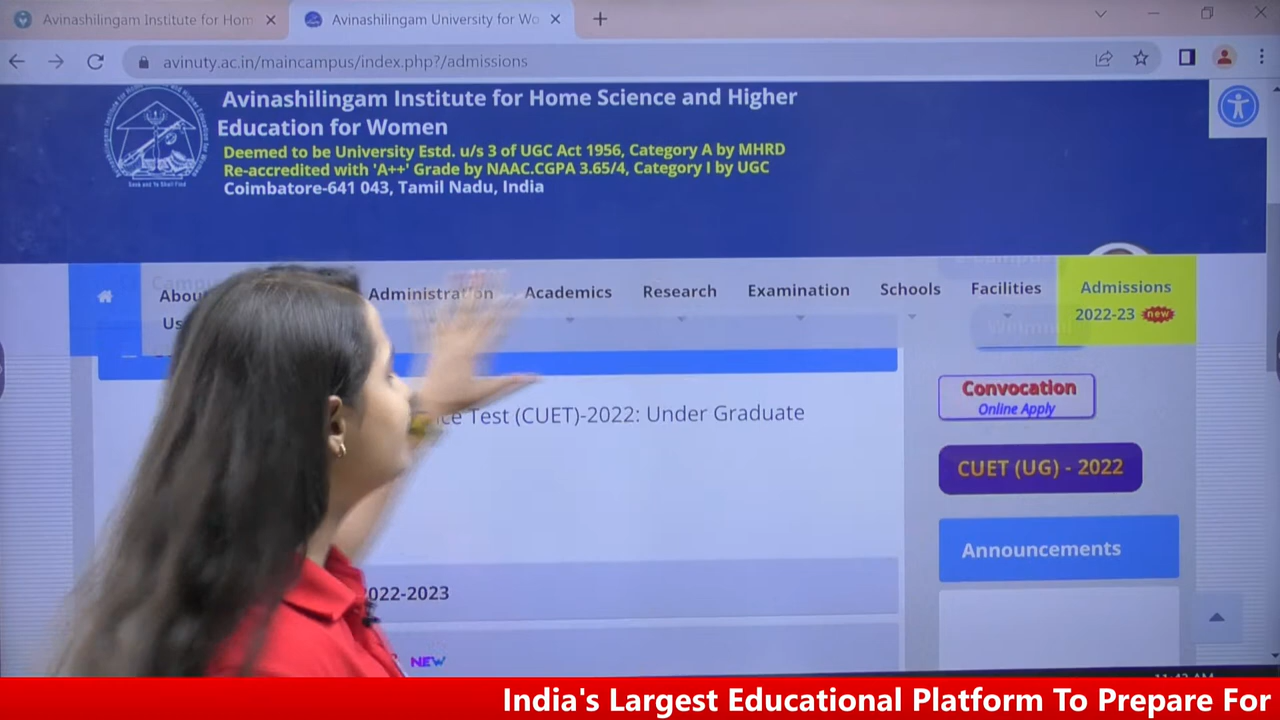 Avinashilingam Institute for Hom
Avinashilingam University for Wo
avinuty.ac.in/maincampus/index.php?/admissions
Avinashilingam Institute for Home Science and Higher
Education for Women
Deemed to be University Estd. u/s 3 of UGC Act 1956, Category A by MHRD
Re-accredited with 'A++' Grade by NAAC.CGPA 3.65/4, Category I by UGC
Coimbatore-641 043, Tamil Nadu, India
Administration
Academics
Research
Examination
Schools
Facilities
Admissions
2022-23 new
Convocation
Online Apply
Test (CUET)-2022: Under Graduate
CUET (UG) - 2022
Announcements
2022-2023
NEW
India's Largest Educational Platform To Prepare For